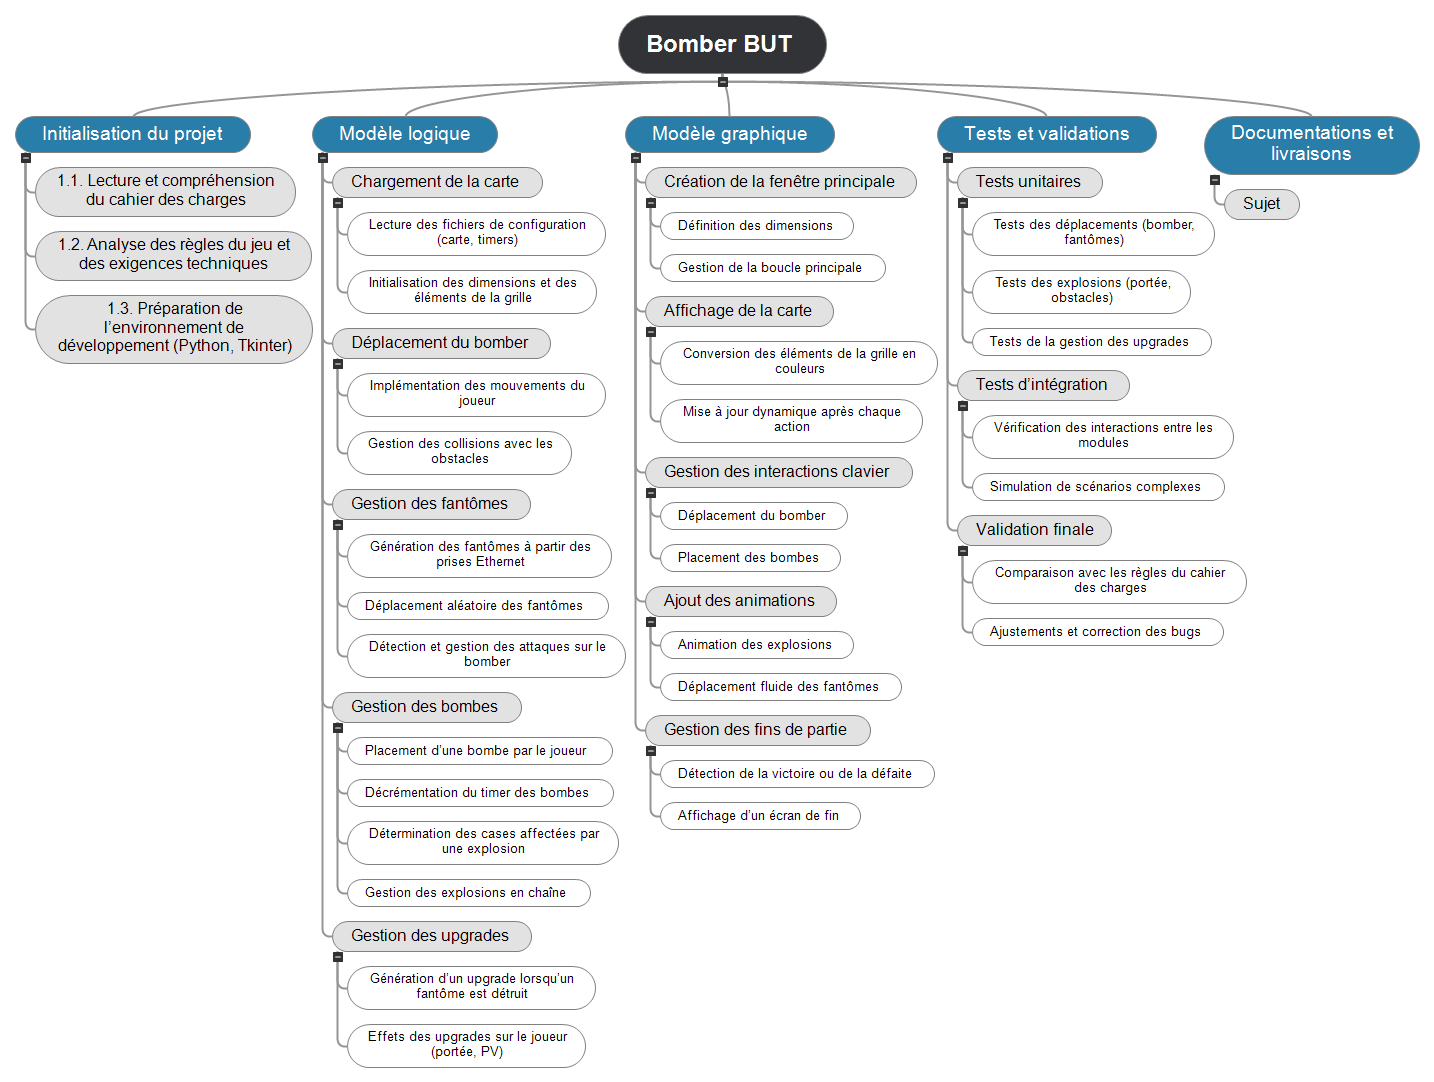 Bomber BUT
Initialisation du projet
1.1. Lecture et compréhension
du cahier des charges
1.2. Analyse des règles du jeu et
des exigences techniques
1.3. Préparation de
l’environnement de
développement (Python, Tkinter)
Modèle logique
Chargement de la carte
Lecture des fichiers de configuration
(carte, timers)
Initialisation des dimensions et des
éléments de la grille
Déplacement du bomber
Implémentation des mouvements du
joueur
Gestion des collisions avec les
obstacles
Gestion des fantômes
Génération des fantômes à partir des
prises Ethernet
Déplacement aléatoire des fantômes
Détection et gestion des attaques sur le
bomber
Gestion des bombes
Placement d’une bombe par le joueur
Décrémentation du timer des bombes
Détermination des cases affectées par
une explosion
Gestion des explosions en chaîne
Gestion des upgrades
Génération d’un upgrade lorsqu’un
fantôme est détruit
Effets des upgrades sur le joueur
(portée, PV)
Modèle graphique
Création de la fenêtre principale
Définition des dimensions
Gestion de la boucle principale
Affichage de la carte
Conversion des éléments de la grille en
couleurs
Mise à jour dynamique après chaque
action
Gestion des interactions clavier
Déplacement du bomber
Placement des bombes
Ajout des animations
Animation des explosions
Déplacement fluide des fantômes
Gestion des fins de partie
Détection de la victoire ou de la défaite
Affichage d’un écran de fin
Tests et validations
Tests unitaires
Tests des déplacements (bomber,
fantômes)
Tests des explosions (portée,
obstacles)
Tests de la gestion des upgrades
Tests d’intégration
Vérification des interactions entre les
modules
Simulation de scénarios complexes
Validation finale
Comparaison avec les règles du cahier
des charges
Ajustements et correction des bugs
Documentations et
livraisons
Sujet